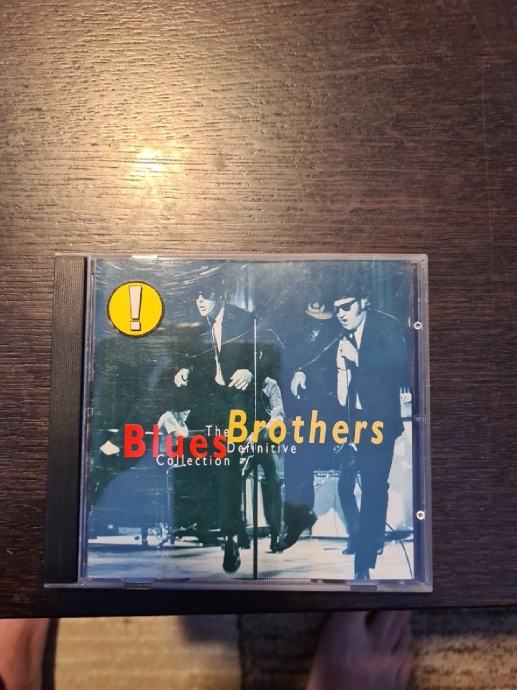 !
The
Blues Brothers
Definitive
Collection